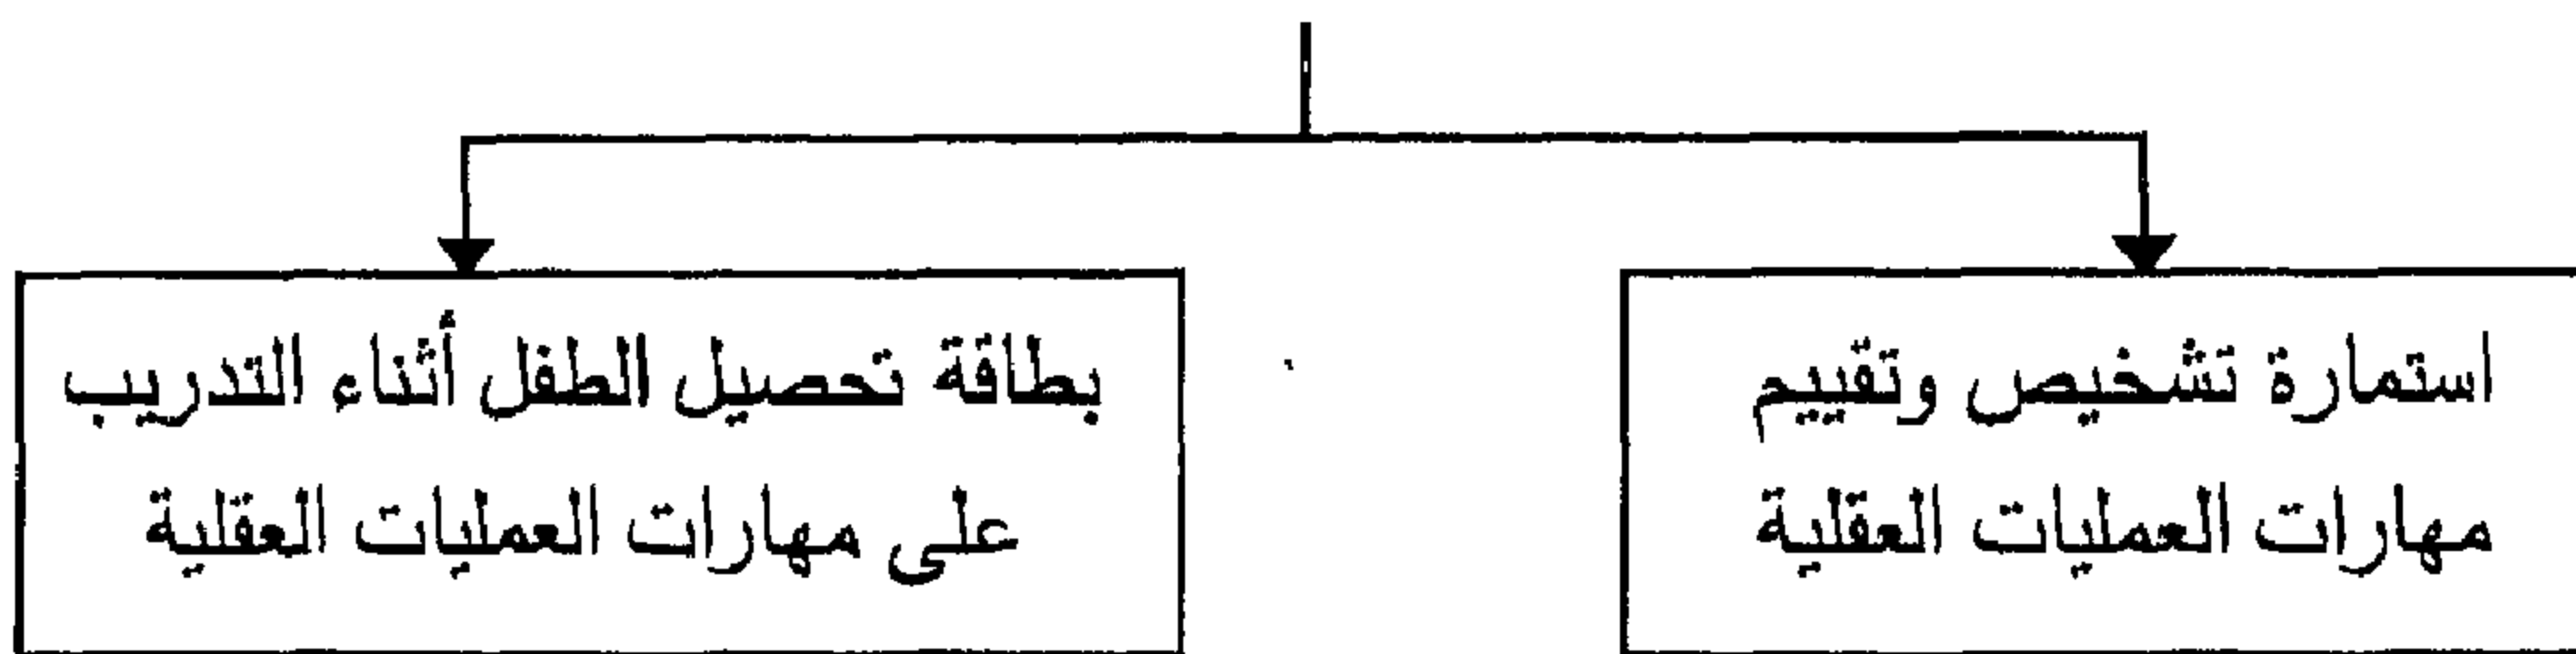 استمارة تشخيص وتقييم
مهارات العمليات العقلية
بطاقة تحصيل الطفل أثناء التدريب
على مهارات العمليات العقلية